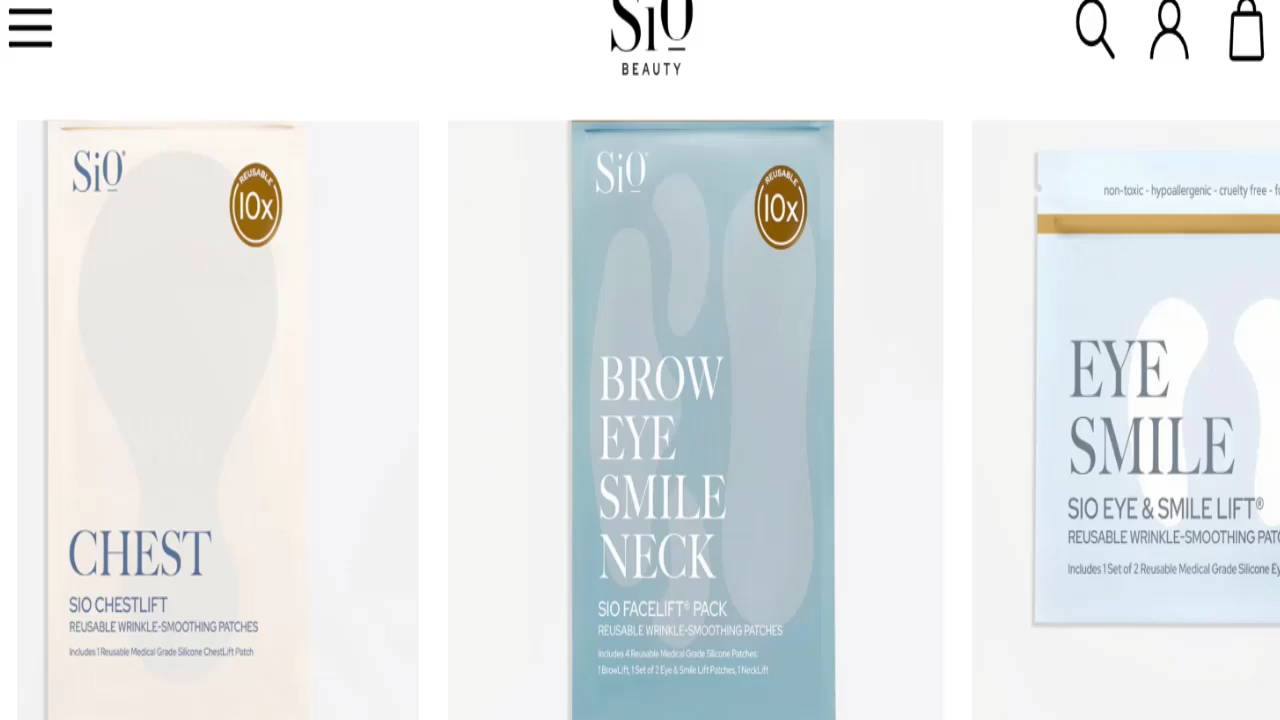 SiO
BEAUTY
SiO
REUSABLE
10x
CHEST
SIO CHESTLIFT
REUSABLE WRINKLE-SMOOTHING PATCHES
Includes 1 Reusable Medical Grade Silicone ChestLift Patch
SiO
REUSABLE
10x
BROW
EYE
SMILE
NECK
SIO FACELIFT® PACK
REUSABLE WRINKLE-SMOOTHING PATCHES
Includes 4 Reusable Medical Grade Silicone Patches:
1 BrowLift, 1 Set of 2 Eye & Smile Lift Patches, 1 NeckLift
non-toxic - hypoallergenic - cruelty free -
EYE
SMILE
SIO EYE & SMILE LIFT®
REUSABLE WRINKLE-SMOOTHING
Includes 1 Set of 2 Reusable Medical Grade Silicone